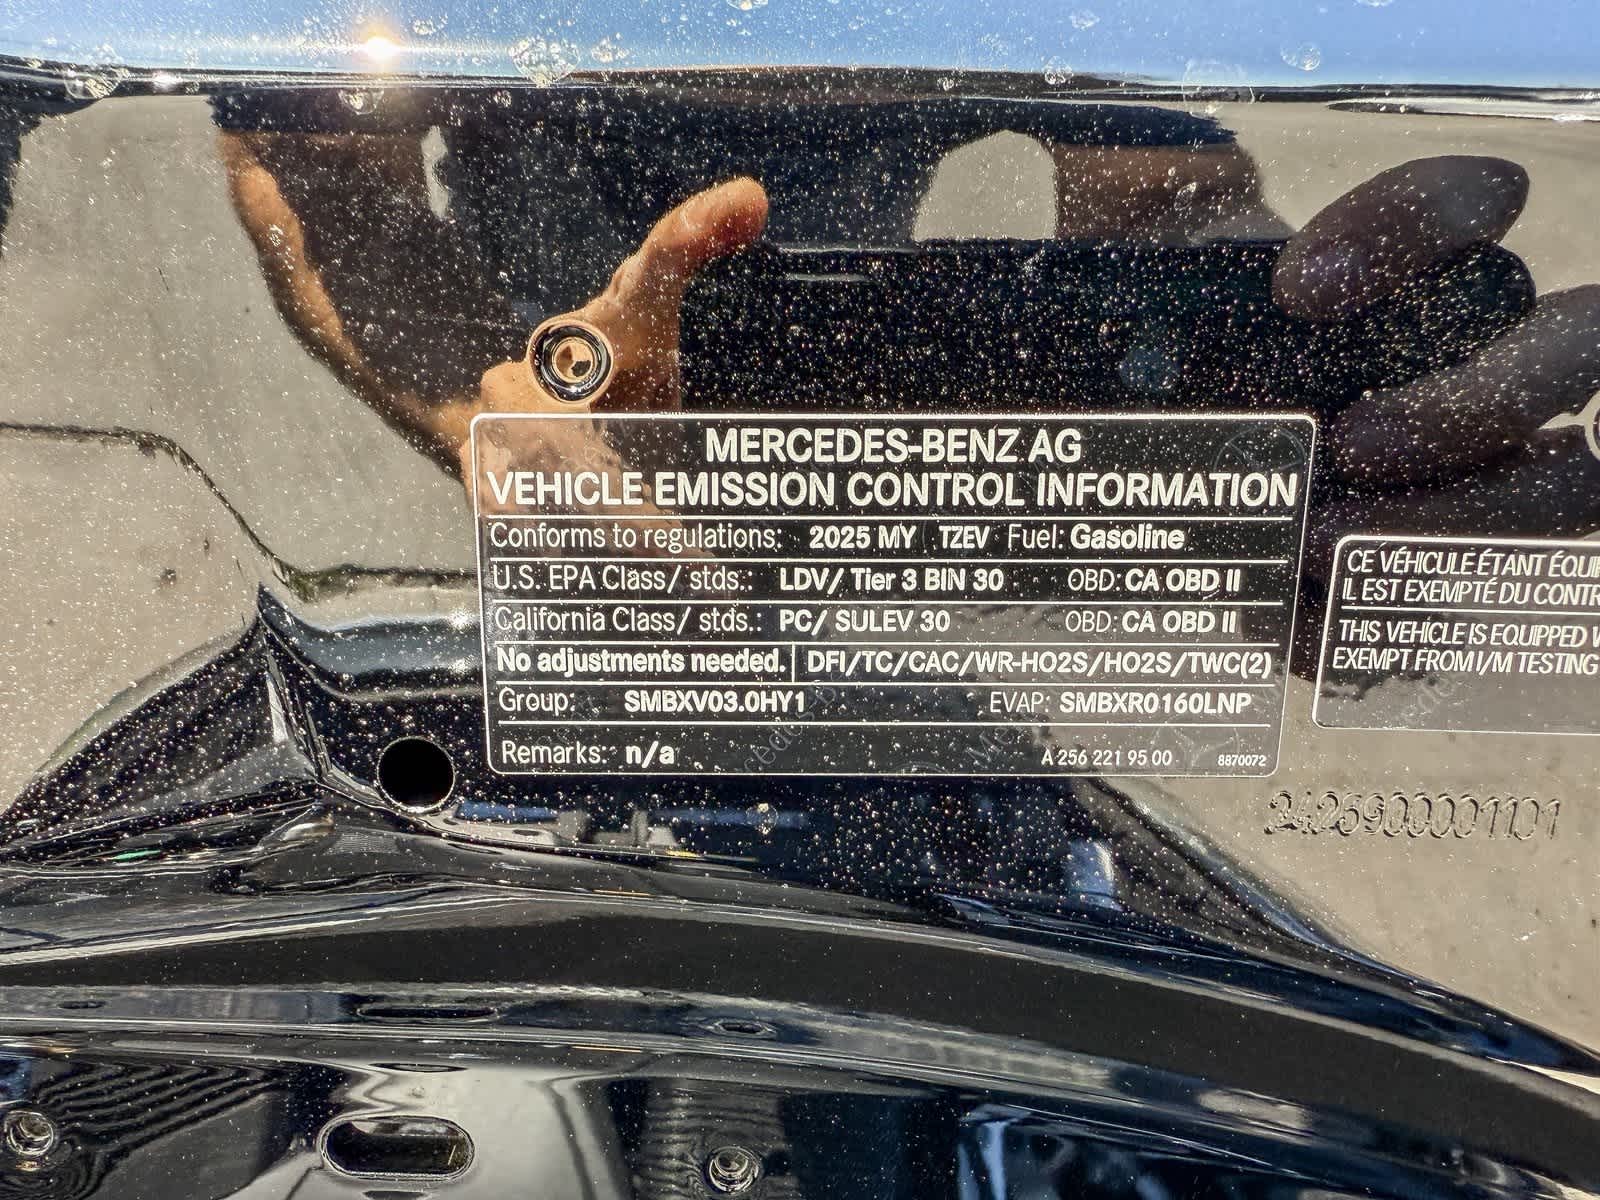 MERCEDES-BENZ AG
VEHICLE EMISSION CONTROL INFORMATION
Conforms to regulations: 2025 MY TZEV Fuel: Gasoline
U.S. EPA Class/ stds.: LDV/ Tier 3 BIN 30 OBD: CA OBD II
California Class/ stds.: PC/ SULEV 30 OBD: CA OBD II
No adjustments needed. DFI/TC/CAC/WR-HO2S/HO2S/TWC(2)
Group: SMBXV03.0HY1 EVAP: SMBXR0160LNP
Remarks: n/a A 256 221 95 00 8870072
CE VÉHICULE ÉTANT
IL EST EXEMPTÉ DU
THIS VEHICLE IS EQUIPPED
EXEMPT FROM I/M TESTING
2425900001101